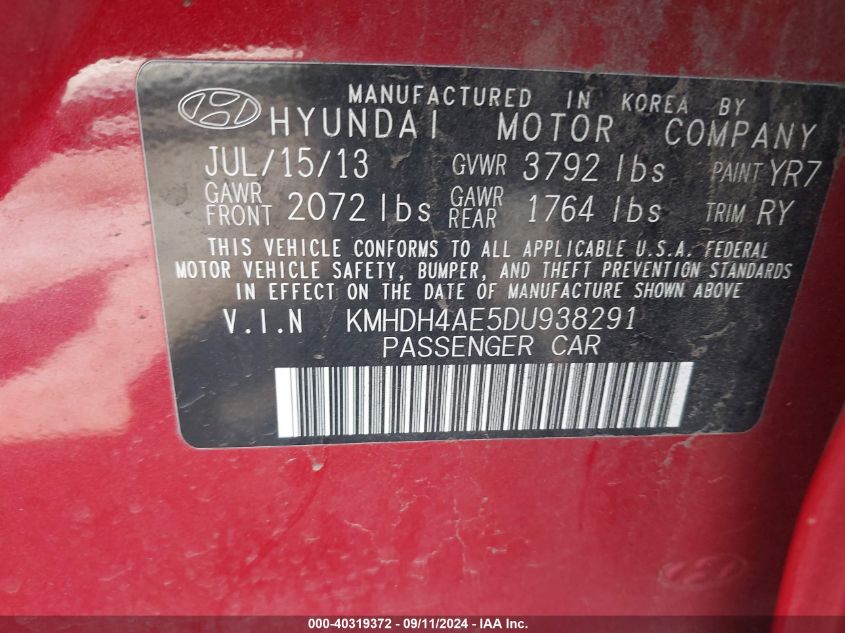 MANUFACTURED IN KOREA BY
HYUNDAI MOTOR COMPANY
JUL/15/13 GVWR 3792 lbs PAINT YR7
GAWR FRONT 2072 lbs GAWR REAR 1764 lbs TRIM RY
THIS VEHICLE CONFORMS TO ALL APPLICABLE U.S.A. FEDERAL
MOTOR VEHICLE SAFETY, BUMPER, AND THEFT PREVENTION STANDARDS
IN EFFECT ON THE DATE OF MANUFACTURE SHOWN ABOVE
V.I.N KMHDH4AE5DU938291
PASSENGER CAR
000-40319372 - 09/11/2024 - IAA Inc.